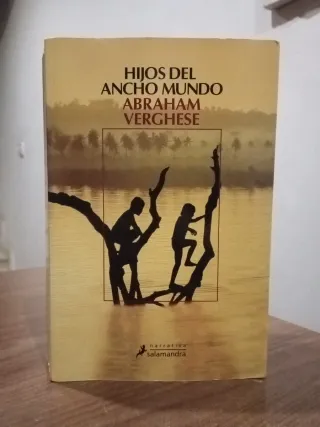 HIJOS DEL
ANCHO MUNDO
ABRAHAM
VERGHESE
narrativa
salamandra